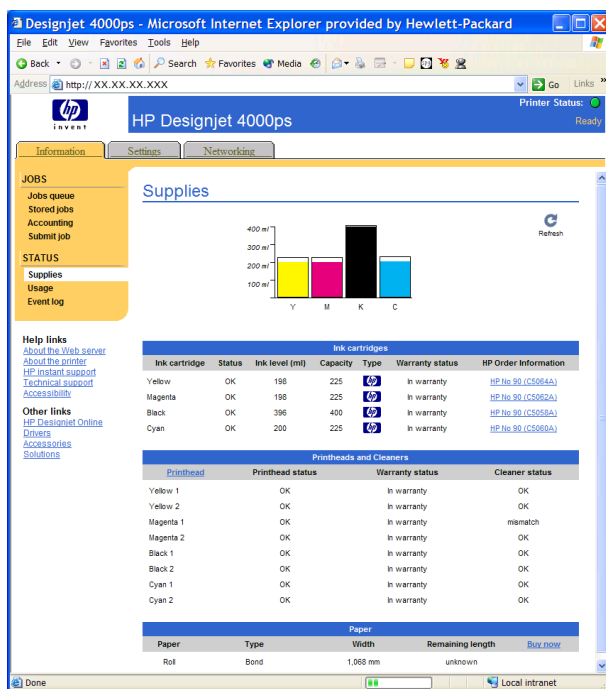 Designjet 4000ps - Microsoft Internet Explorer provided by Hewlett-Packard
File Edit View Favorites Tools Help
Back Search Favorites Media
Address http:// XX.XX.XX.XXX Go Links »
hp
invent
HP Designjet 4000ps
Printer Status:
Ready
Information Settings Networking
JOBS
Jobs queue
Stored jobs
Accounting
Submit job
STATUS
Supplies
Usage
Event log
Help links
About the Web server
About the printer
HP instant support
Technical support
Accessibility
Other links
HP Designjet Online
Drivers
Accessories
Solutions
Supplies
Refresh
400 ml
300 ml
200 ml
100 ml
Y M K C
Ink cartridges
Ink cartridge Status Ink level (ml) Capacity Type Warranty status HP Order Information
Yellow OK 198 225 hp In warranty HP No 90 (C5064A)
Magenta OK 198 225 hp In warranty HP No 90 (C5062A)
Black OK 396 400 hp In warranty HP No 90 (C5058A)
Cyan OK 200 225 hp In warranty HP No 90 (C5060A)
Printheads and Cleaners
Printhead Printhead status Warranty status Cleaner status
Yellow 1 OK In warranty OK
Yellow 2 OK In warranty OK
Magenta 1 OK In warranty mismatch
Magenta 2 OK In warranty OK
Black 1 OK In warranty OK
Black 2 OK In warranty OK
Cyan 1 OK In warranty OK
Cyan 2 OK In warranty OK
Paper
Paper Type Width Remaining length Buy now
Roll Bond 1,068 mm unknown
Done Local intranet